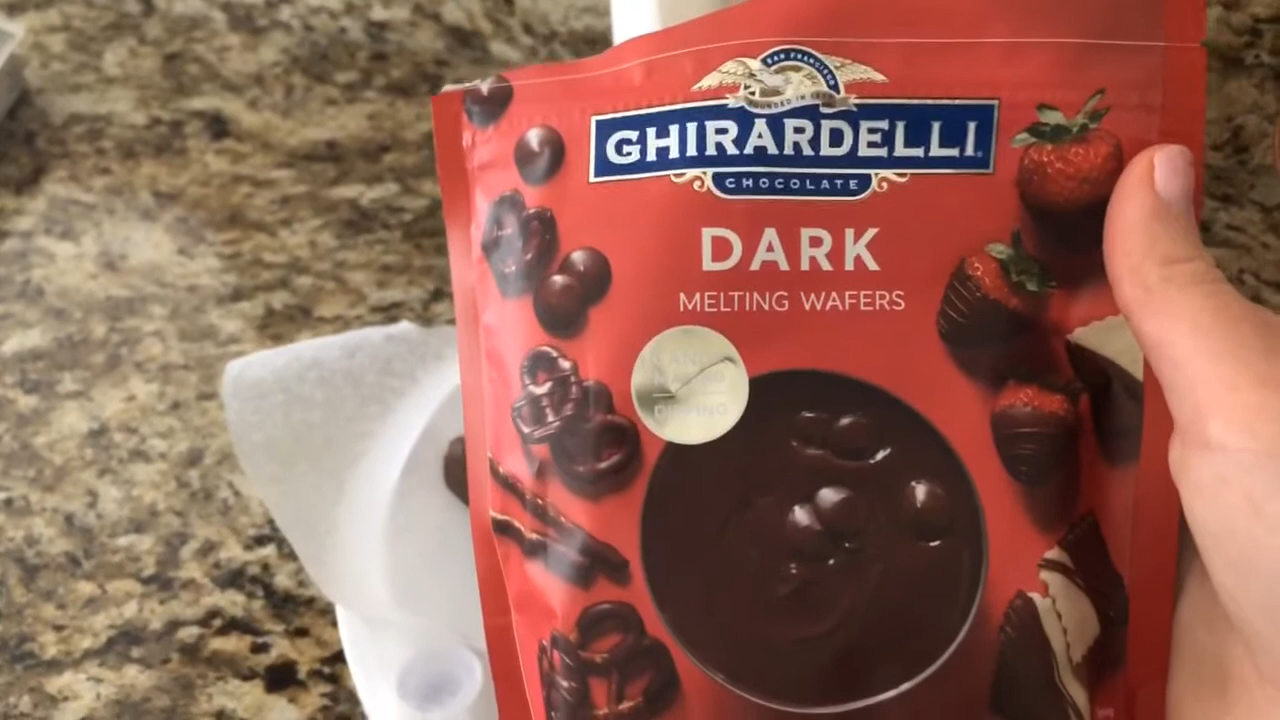 SAN FRANCISCO
GHIRARDELLI
CHOCOLATE
DARK
MELTING WAFERS